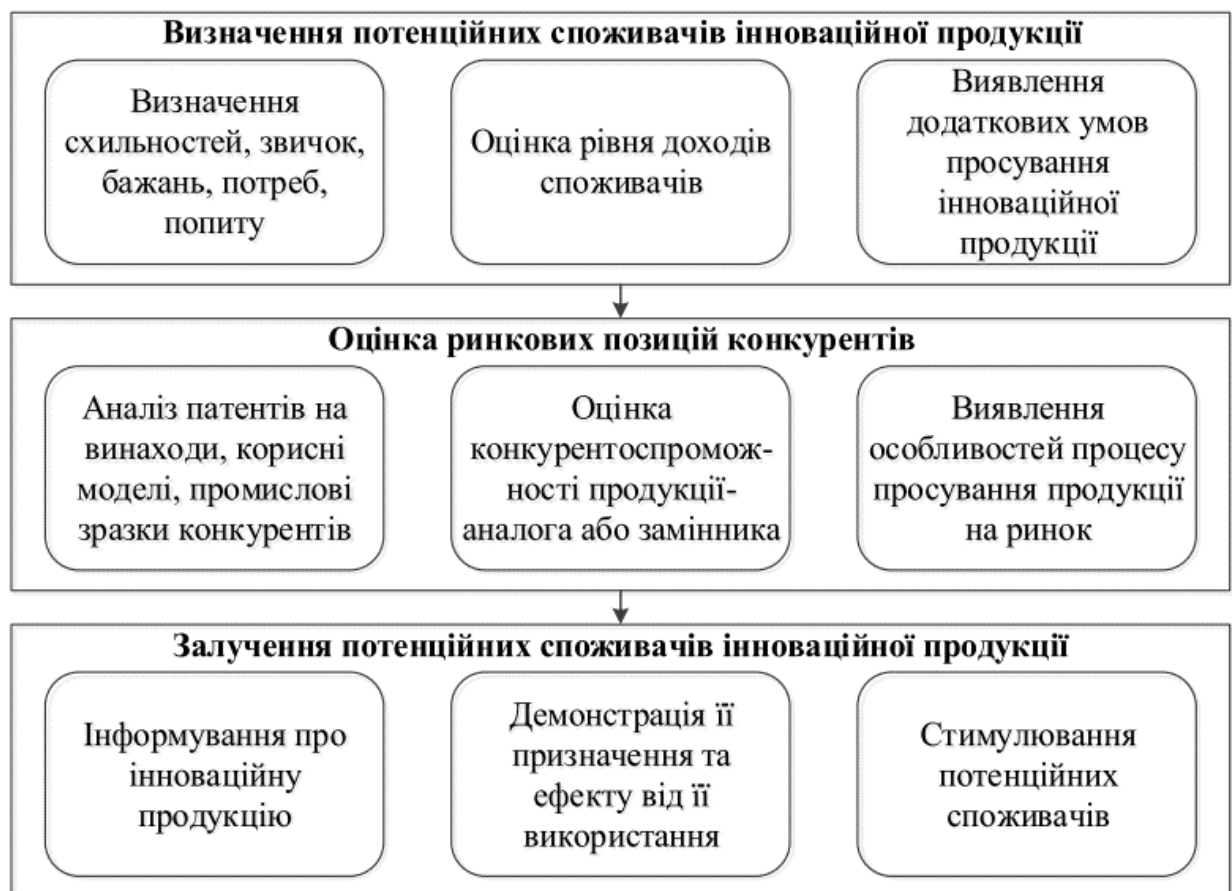 Визначення потенційних споживачів інноваційної продукції
Визначення
схильностей, звичок,
бажань, потреб,
попиту
Оцінка рівня доходів
споживачів
Виявлення
додаткових умов
просування
інноваційної
продукції
Оцінка ринкових позицій конкурентів
Аналіз патентів на
винаходи, корисні
моделі, промислові
зразки конкурентів
Оцінка
конкурентоспромож-
ності продукції-
аналога або замінника
Виявлення
особливостей процесу
просування продукції
на ринок
Залучення потенційних споживачів інноваційної продукції
Інформування про
інноваційну
продукцію
Демонстрація її
призначення та
ефекту від її
використання
Стимулювання
потенційних
споживачів